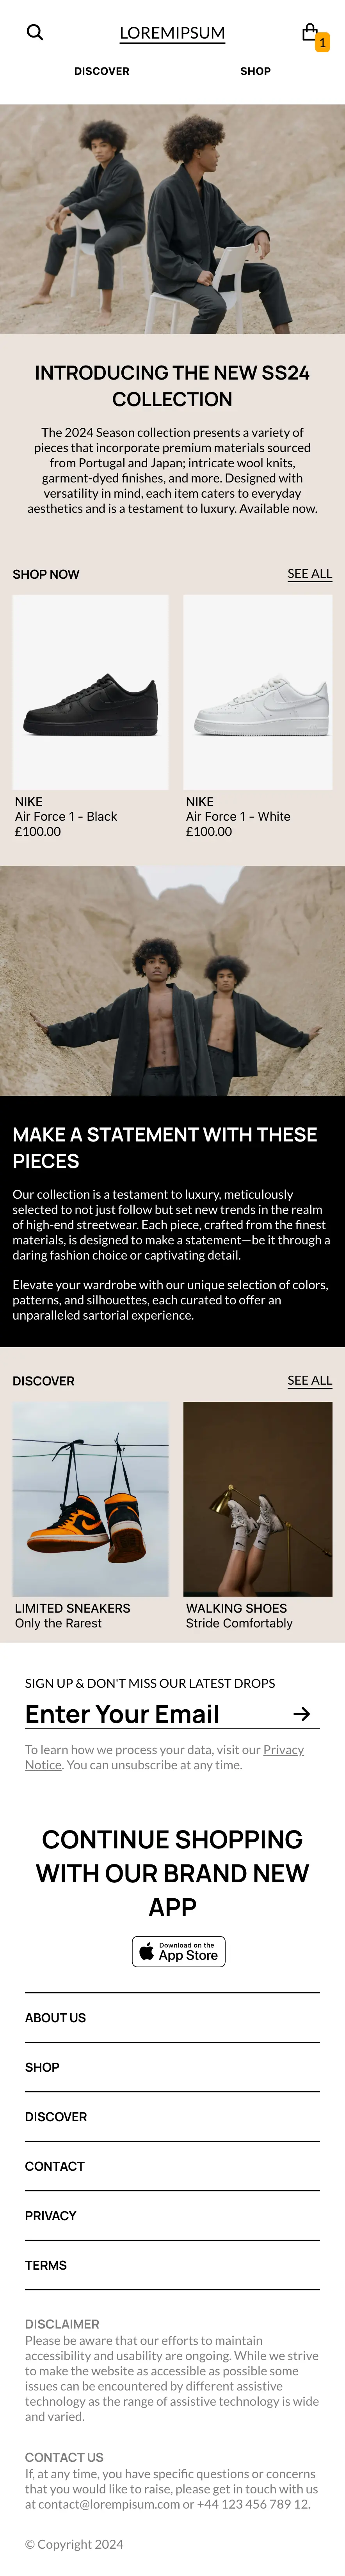 LOREMIPSUM
1
DISCOVER
SHOP
INTRODUCING THE NEW SS24
COLLECTION
The 2024 Season collection presents a variety of
pieces that incorporate premium materials sourced
from Portugal and Japan; intricate wool knits,
garment-dyed finishes, and more. Designed with
versatility in mind, each item caters to everyday
aesthetics and is a testament to luxury. Available now.
SHOP NOW
SEE ALL
NIKE
Air Force 1 - Black
£100.00
NIKE
Air Force 1 - White
£100.00
MAKE A STATEMENT WITH THESE
PIECES
Our collection is a testament to luxury, meticulously
selected to not just follow but set new trends in the realm
of high-end streetwear. Each piece, crafted from the finest
materials, is designed to make a statement—be it through a
daring fashion choice or captivating detail.
Elevate your wardrobe with our unique selection of colors,
patterns, and silhouettes, each curated to offer an
unparalleled sartorial experience.
DISCOVER
SEE ALL
LIMITED SNEAKERS
Only the Rarest
WALKING SHOES
Stride Comfortably
SIGN UP & DON'T MISS OUR LATEST DROPS
Enter Your Email
To learn how we process your data, visit our Privacy
Notice. You can unsubscribe at any time.
CONTINUE SHOPPING
WITH OUR BRAND NEW
APP
Download on the
App Store
ABOUT US
SHOP
DISCOVER
CONTACT
PRIVACY
TERMS
DISCLAIMER
Please be aware that our efforts to maintain
accessibility and usability are ongoing. While we strive
to make the website as accessible as possible some
issues can be encountered by different assistive
technology as the range of assistive technology is wide
and varied.
CONTACT US
If, at any time, you have specific questions or concerns
that you would like to raise, please get in touch with us
at contact@lorempisum.com or +44 123 456 789 12.
© Copyright 2024